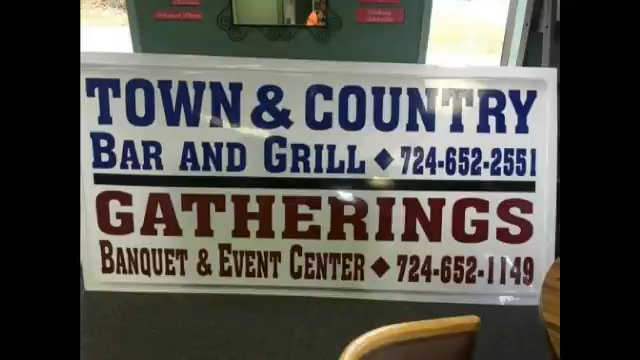 TOWN & COUNTRY
BAR AND GRILL ♦ 724-652-2551
GATHERINGS
BANQUET & EVENT CENTER ♦ 724-652-1149